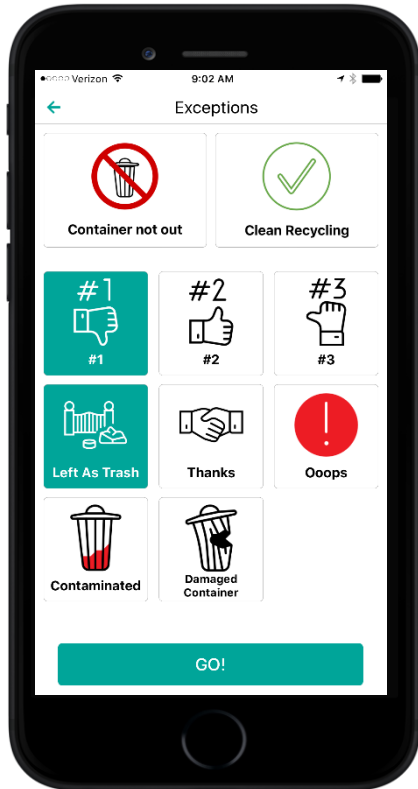 Verizon 9:02 AM
Exceptions
Container not out Clean Recycling
#1 #2 #3
#1 #2 #3
Left As Trash Thanks Ooops
Contaminated Damaged
Container
GO!